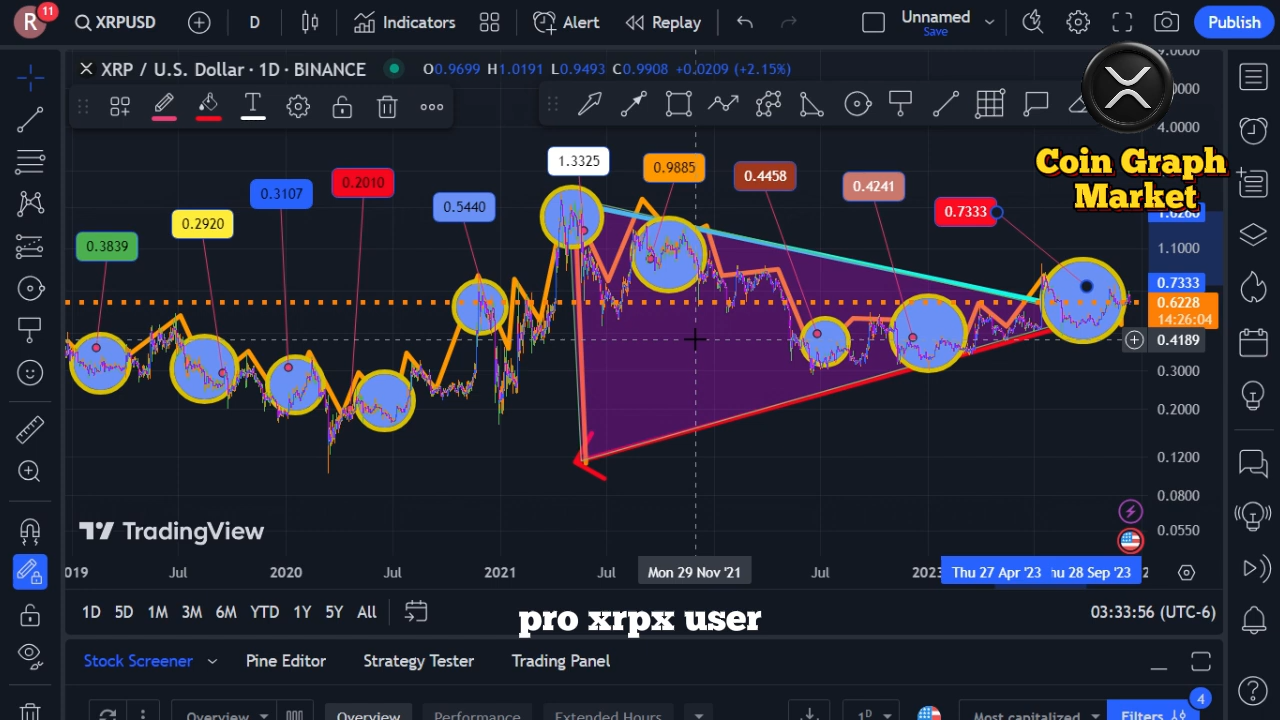 R 11 XRPUSD D Indicators Alert Replay Unnamed Save Publish
XRP / U.S. Dollar · 1D · BINANCE O0.9699 H1.0191 L0.9493 C0.9908 +0.0209 (+2.15%)
4.0000
Coin Graph
Market
1.3325
0.9885
0.4458
0.4241
0.7333
0.2010
0.3107
0.5440
0.2920
0.3839
1.1000
0.7333
0.6228
14:26:04
0.4189
0.3000
0.2000
0.1200
0.0800
0.0550
TradingView
2019 Jul 2020 Jul 2021 Jul Mon 29 Nov '21 Jul 2023 Thu 27 Apr '23 hu 28 Sep '23
1D 5D 1M 3M 6M YTD 1Y 5Y All 03:33:56 (UTC-6)
pro xrpx user
Stock Screener Pine Editor Strategy Tester Trading Panel
4
Overview Overview Performance Extended Hours 1D Most capitalized Filters